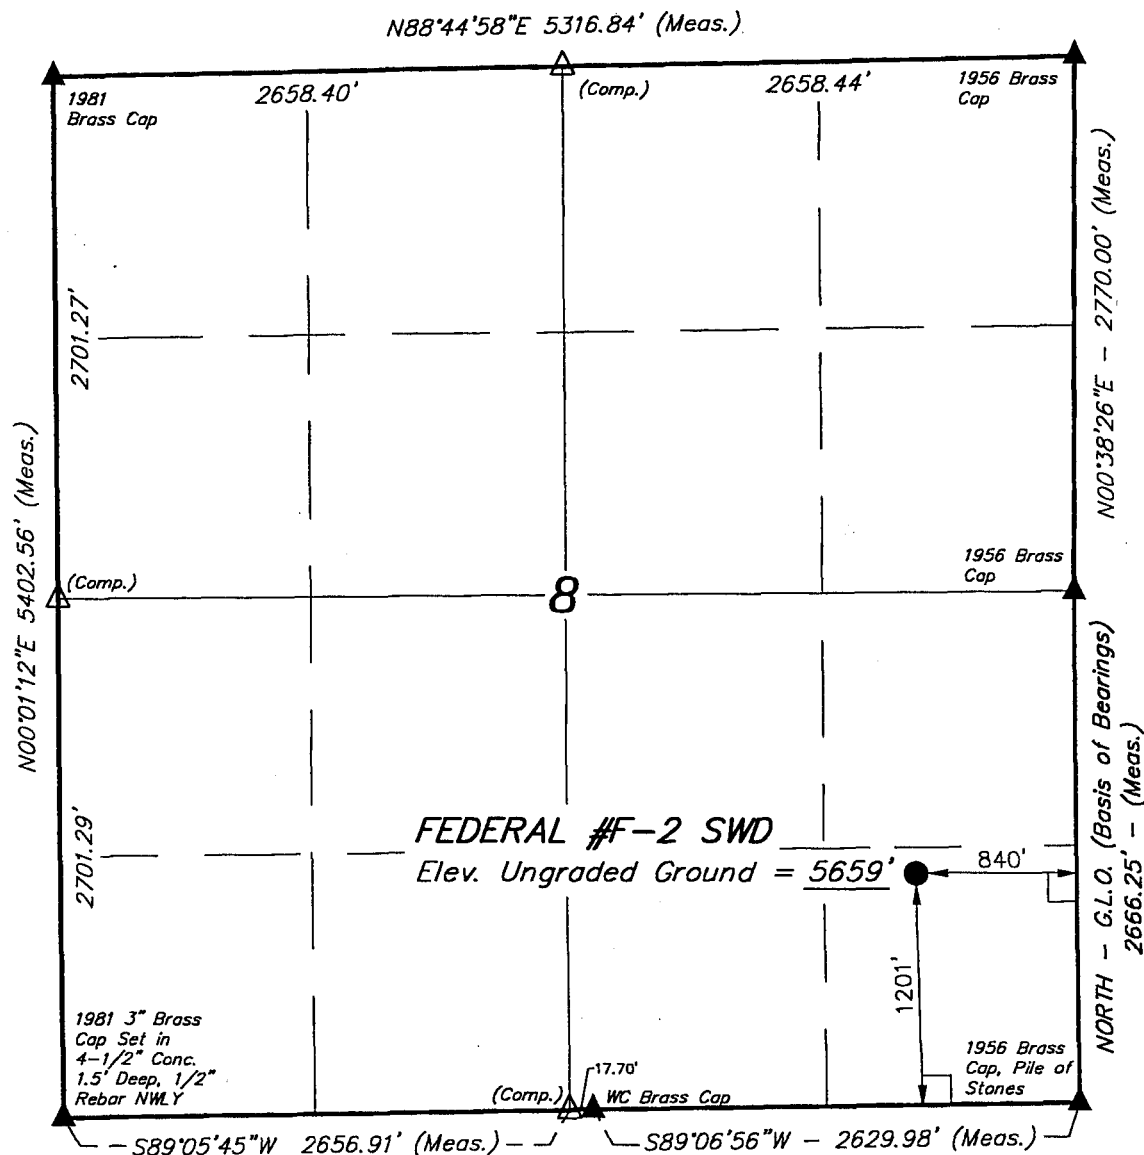 N88°44'58"E 5316.84' (Meas.)
1981
Brass Cap
2658.40'
(Comp.)
2658.44'
1956 Brass
Cap
N00°38'26"E - 2770.00' (Meas.)
2701.27'
N00°01'12"E 5402.56' (Meas.)
(Comp.)
8
1956 Brass
Cap
NORTH - G.L.O. (Basis of Bearings)
2666.25' - (Meas.)
2701.29'
FEDERAL #F-2 SWD
Elev. Ungraded Ground = 5659'
840'
1201'
1981 3" Brass
Cap Set in
4-1/2" Conc.
1.5' Deep, 1/2"
Rebar NWLY
(Comp.)
17.70'
WC Brass Cap
1956 Brass
Cap, Pile of
Stones
S89°05'45"W 2656.91' (Meas.)
S89°06'56"W - 2629.98' (Meas.)